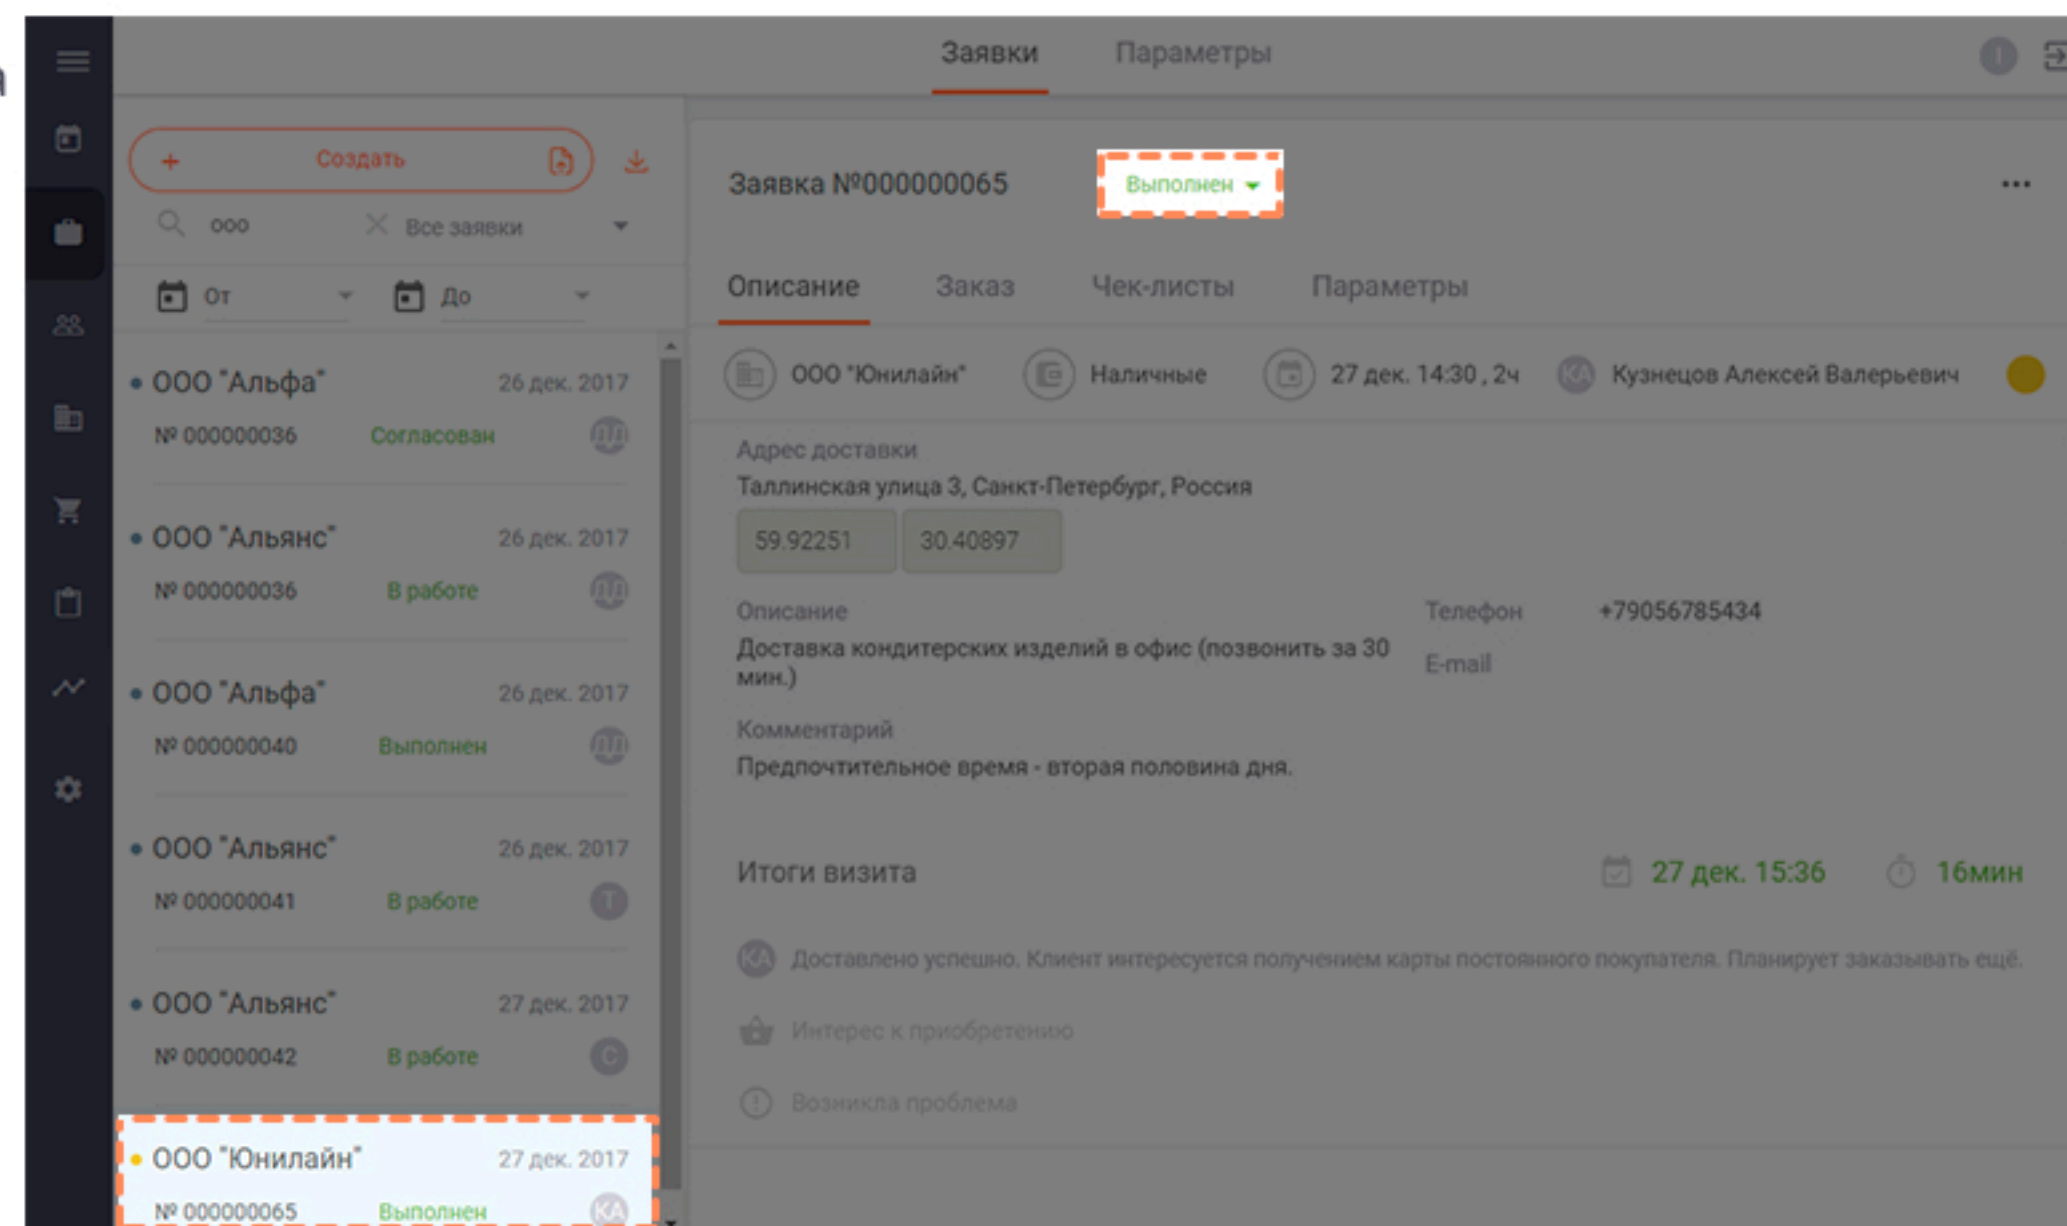 Заявки Параметры
+ Создать
ооо Все заявки
От До
ООО "Альфа" 26 дек. 2017
№ 000000036 Согласован ДД
ООО "Альянс" 26 дек. 2017
№ 000000036 В работе ДД
ООО "Альфа" 26 дек. 2017
№ 000000040 Выполнен ДД
ООО "Альянс" 26 дек. 2017
№ 000000041 В работе Т
ООО "Альянс" 27 дек. 2017
№ 000000042 В работе С
ООО "Юнилайн" 27 дек. 2017
№ 000000065 Выполнен КА
Заявка №000000065 Выполнен
Описание Заказ Чек-листы Параметры
ООО "Юнилайн" Наличные 27 дек. 14:30 , 2ч КА Кузнецов Алексей Валерьевич
Адрес доставки
Таллинская улица 3, Санкт-Петербург, Россия
59.92251 30.40897
Описание
Доставка кондитерских изделий в офис (позвонить за 30
мин.)
Телефон +79056785434
E-mail
Комментарий
Предпочтительное время - вторая половина дня.
Итоги визита 27 дек. 15:36 16мин
КА Доставлено успешно. Клиент интересуется получением карты постоянного покупателя. Планирует заказывать ещё.
Интерес к приобретению
Возникла проблема